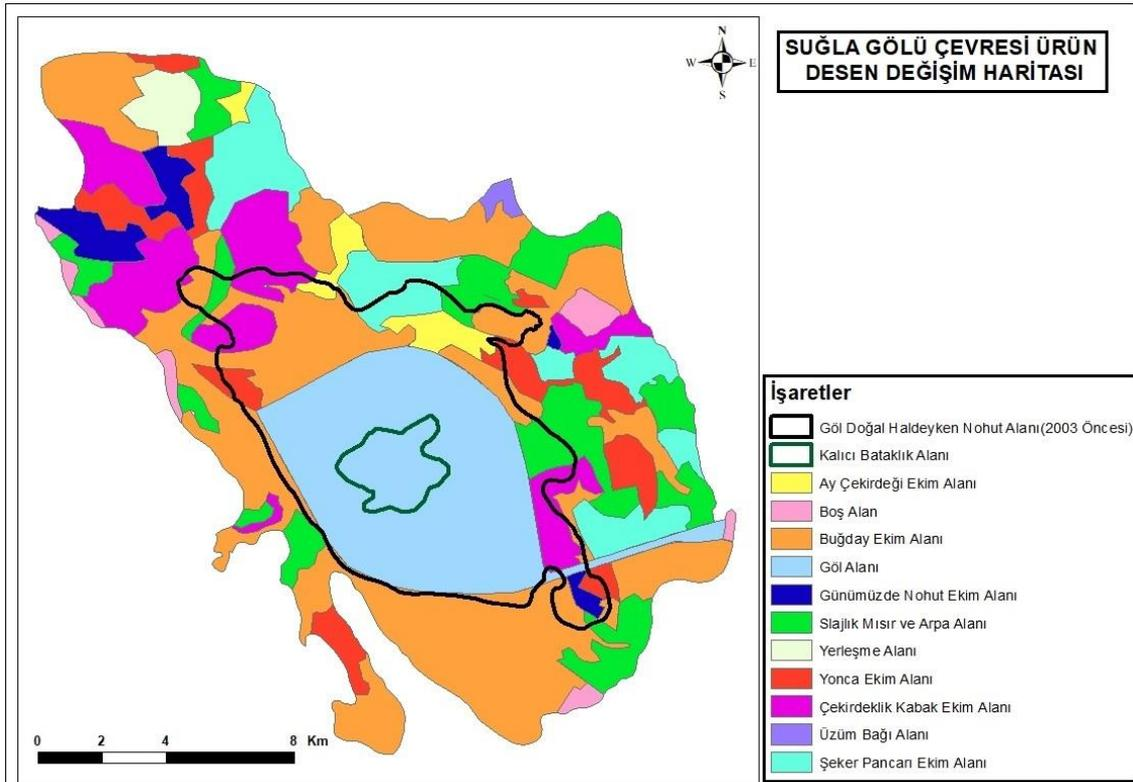 SUĞLA GÖLÜ ÇEVRESİ ÜRÜN
DESEN DEĞİŞİM HARİTASI
N
W E
S
İşaretler
Göl Doğal Haldeyken Nohut Alanı(2003 Öncesi)
Kalıcı Bataklık Alanı
Ay Çekirdeği Ekim Alanı
Boş Alan
Buğday Ekim Alanı
Göl Alanı
Günümüzde Nohut Ekim Alanı
Slajlık Mısır ve Arpa Alanı
Yerleşme Alanı
Yonca Ekim Alanı
Çekirdeklik Kabak Ekim Alanı
Üzüm Bağı Alanı
Şeker Pancarı Ekim Alanı
0 2 4 8 Km